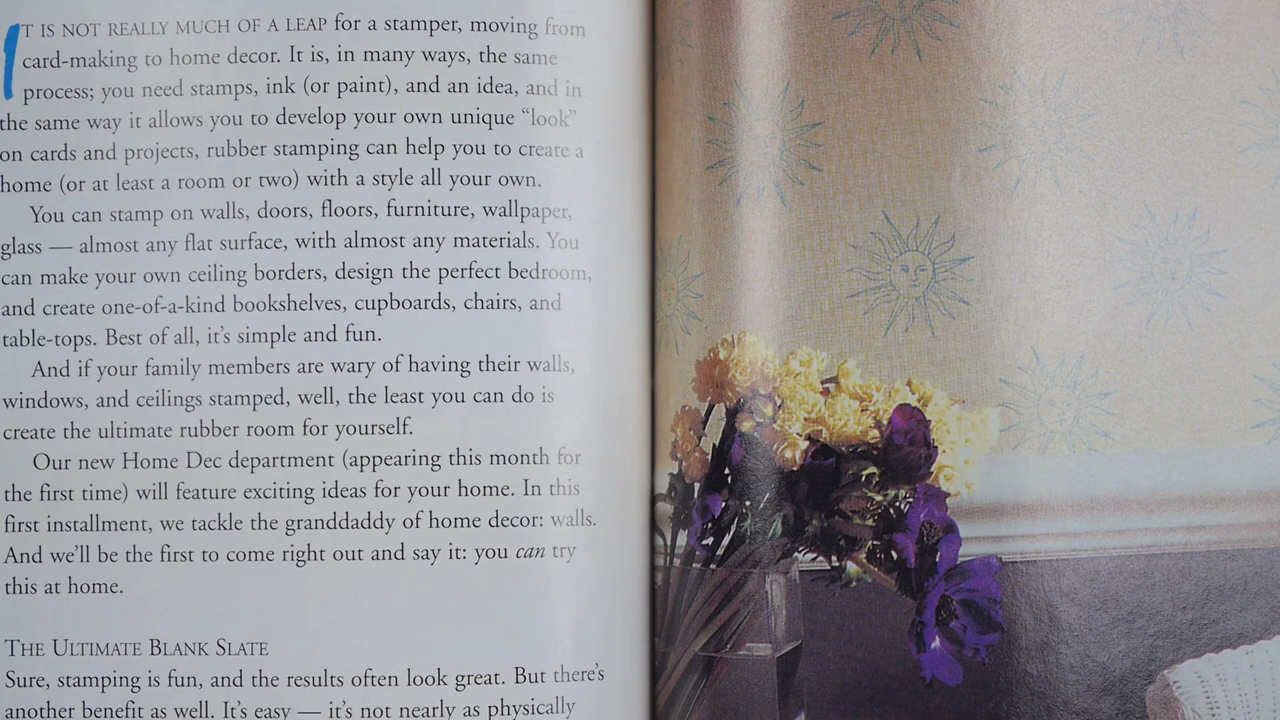 IT IS NOT REALLY MUCH OF A LEAP for a stamper, moving from
card-making to home decor. It is, in many ways, the same
process; you need stamps, ink (or paint), and an idea, and in
the same way it allows you to develop your own unique “look”
on cards and projects, rubber stamping can help you to create a
home (or at least a room or two) with a style all your own.
You can stamp on walls, doors, floors, furniture, wallpaper,
glass — almost any flat surface, with almost any materials. You
can make your own ceiling borders, design the perfect bedroom,
and create one-of-a-kind bookshelves, cupboards, chairs, and
table-tops. Best of all, it’s simple and fun.
And if your family members are wary of having their walls,
windows, and ceilings stamped, well, the least you can do is
create the ultimate rubber room for yourself.
Our new Home Dec department (appearing this month for
the first time) will feature exciting ideas for your home. In this
first installment, we tackle the granddaddy of home decor: walls.
And we’ll be the first to come right out and say it: you can try
this at home.
THE ULTIMATE BLANK SLATE
Sure, stamping is fun, and the results often look great. But there’s
another benefit as well. It’s easy — it’s not nearly as physically